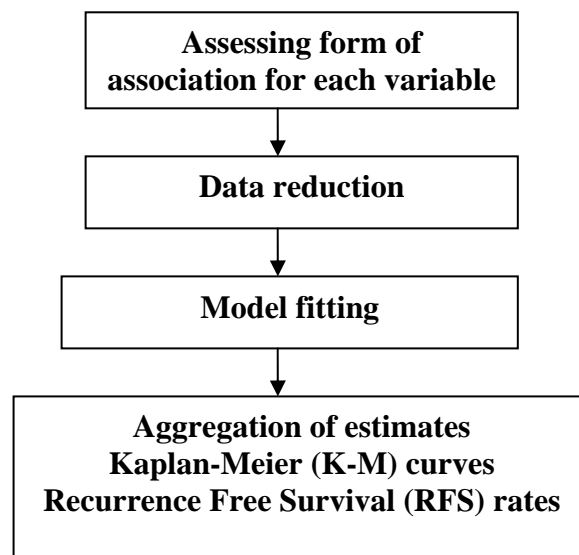 Assessing form of
association for each variable
Data reduction
Model fitting
Aggregation of estimates
Kaplan-Meier (K-M) curves
Recurrence Free Survival (RFS) rates